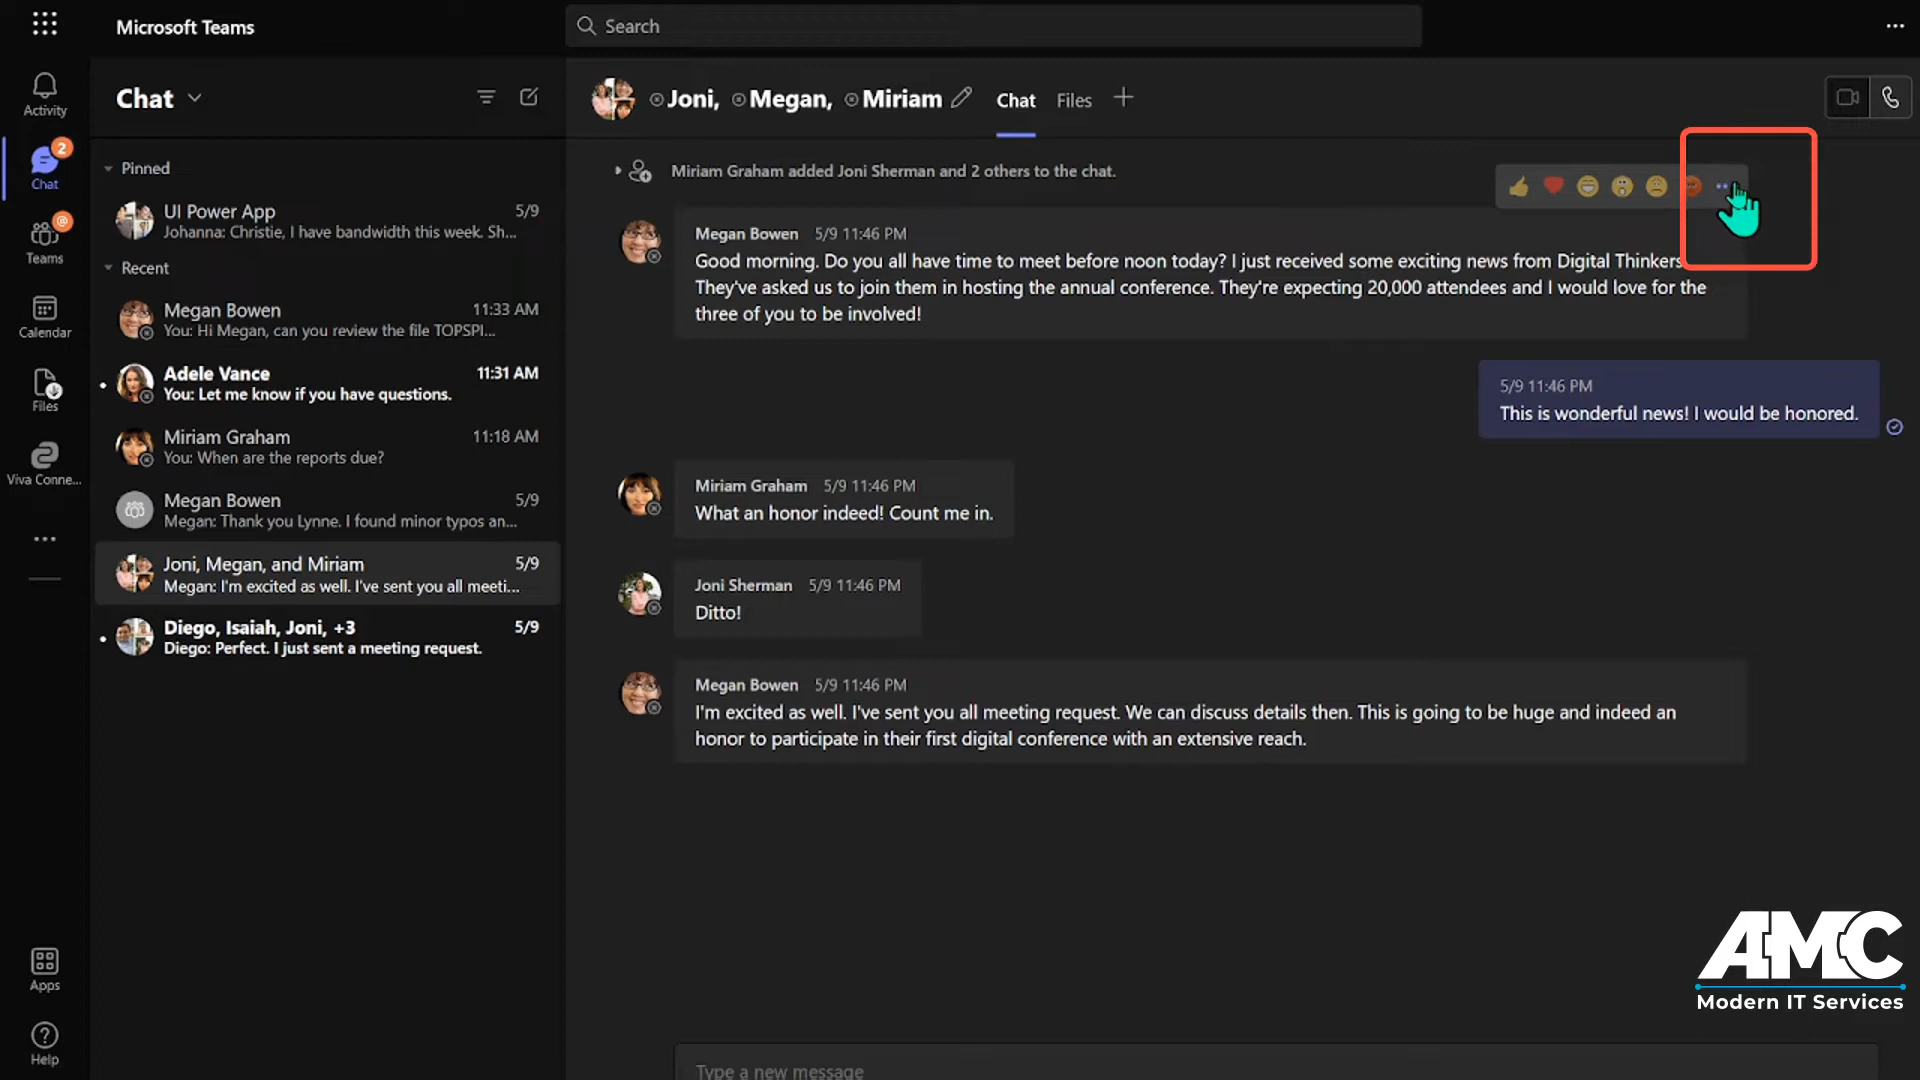 Microsoft Teams
Search
Activity
2
Chat
Teams
Calendar
Files
Viva Conne...
Apps
Help
Chat
Pinned
UI Power App 5/9
Johanna: Christie, I have bandwidth this week. Sh...
Recent
Megan Bowen 11:33 AM
You: Hi Megan, can you review the file TOPSPI...
Adele Vance 11:31 AM
You: Let me know if you have questions.
Miriam Graham 11:18 AM
You: When are the reports due?
Megan Bowen 5/9
Megan: Thank you Lynne. I found minor typos an...
Joni, Megan, and Miriam 5/9
Megan: I'm excited as well. I've sent you all meeti...
Diego, Isaiah, Joni, +3 5/9
Diego: Perfect. I just sent a meeting request.
Joni, Megan, Miriam Chat Files
Miriam Graham added Joni Sherman and 2 others to the chat.
Megan Bowen 5/9 11:46 PM
Good morning. Do you all have time to meet before noon today? I just received some exciting news from Digital Thinkers
They've asked us to join them in hosting the annual conference. They're expecting 20,000 attendees and I would love for the
three of you to be involved!
5/9 11:46 PM
This is wonderful news! I would be honored.
Miriam Graham 5/9 11:46 PM
What an honor indeed! Count me in.
Joni Sherman 5/9 11:46 PM
Ditto!
Megan Bowen 5/9 11:46 PM
I'm excited as well. I've sent you all meeting request. We can discuss details then. This is going to be huge and indeed an
honor to participate in their first digital conference with an extensive reach.
Type a new message
AMC
Modern IT Services